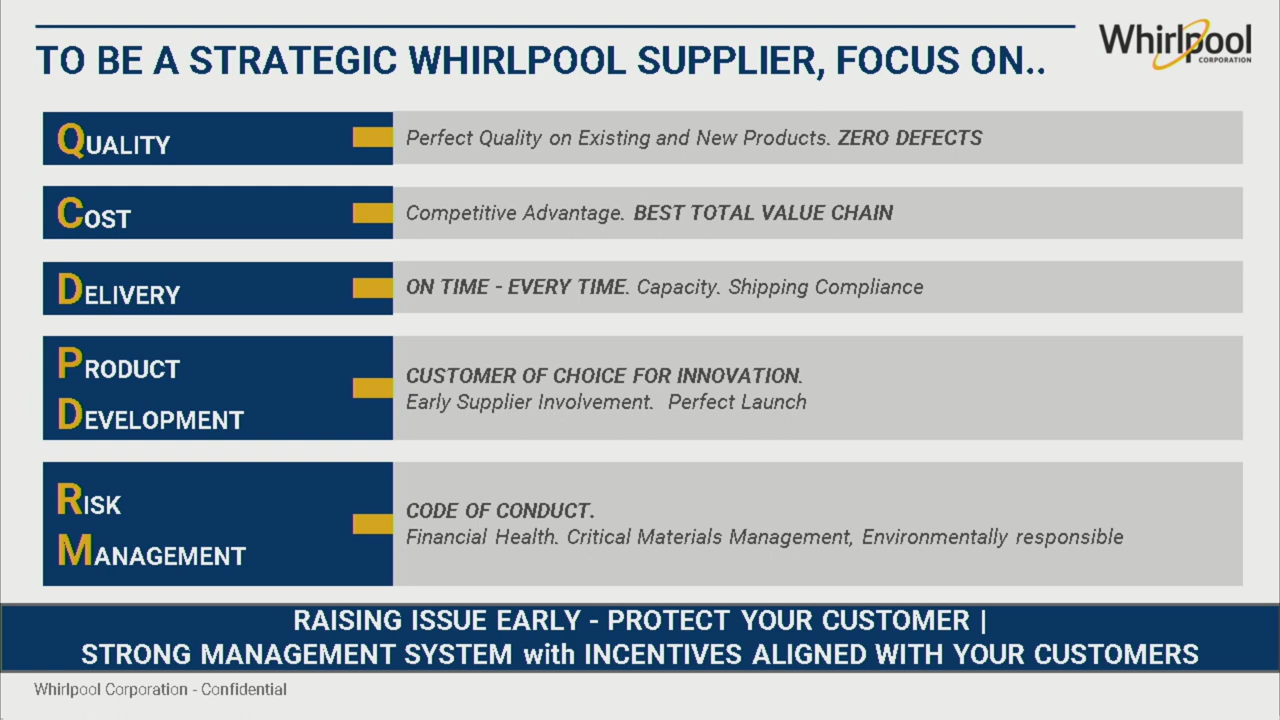 TO BE A STRATEGIC WHIRLPOOL SUPPLIER, FOCUS ON..
Whirlpool
CORPORATION
QUALITY
Perfect Quality on Existing and New Products. ZERO DEFECTS
COST
Competitive Advantage. BEST TOTAL VALUE CHAIN
DELIVERY
ON TIME - EVERY TIME. Capacity. Shipping Compliance
PRODUCT
DEVELOPMENT
CUSTOMER OF CHOICE FOR INNOVATION.
Early Supplier Involvement. Perfect Launch
RISK
MANAGEMENT
CODE OF CONDUCT.
Financial Health. Critical Materials Management, Environmentally responsible
RAISING ISSUE EARLY - PROTECT YOUR CUSTOMER |
STRONG MANAGEMENT SYSTEM with INCENTIVES ALIGNED WITH YOUR CUSTOMERS
Whirlpool Corporation - Confidential